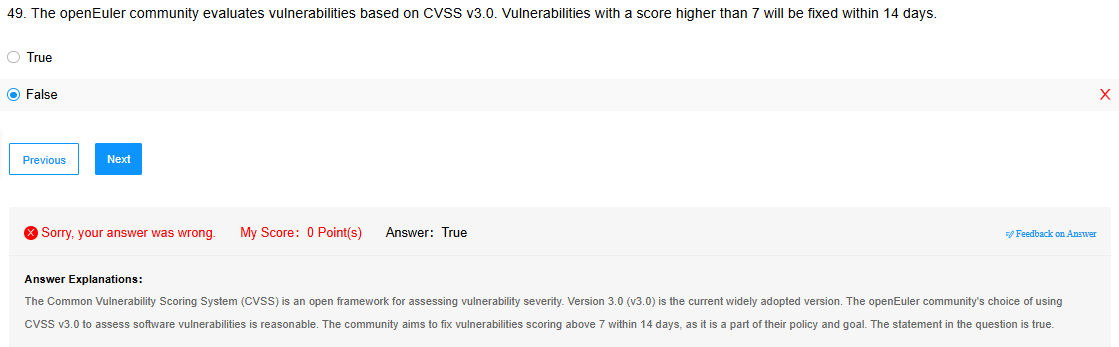 49. The openEuler community evaluates vulnerabilities based on CVSS v3.0. Vulnerabilities with a score higher than 7 will be fixed within 14 days.
True
False
X
Previous
Next
Sorry, your answer was wrong. My Score: 0 Point(s) Answer: True Feedback on Answer
Answer Explanations:
The Common Vulnerability Scoring System (CVSS) is an open framework for assessing vulnerability severity. Version 3.0 (v3.0) is the current widely adopted version. The openEuler community's choice of using
CVSS v3.0 to assess software vulnerabilities is reasonable. The community aims to fix vulnerabilities scoring above 7 within 14 days, as it is a part of their policy and goal. The statement in the question is true.